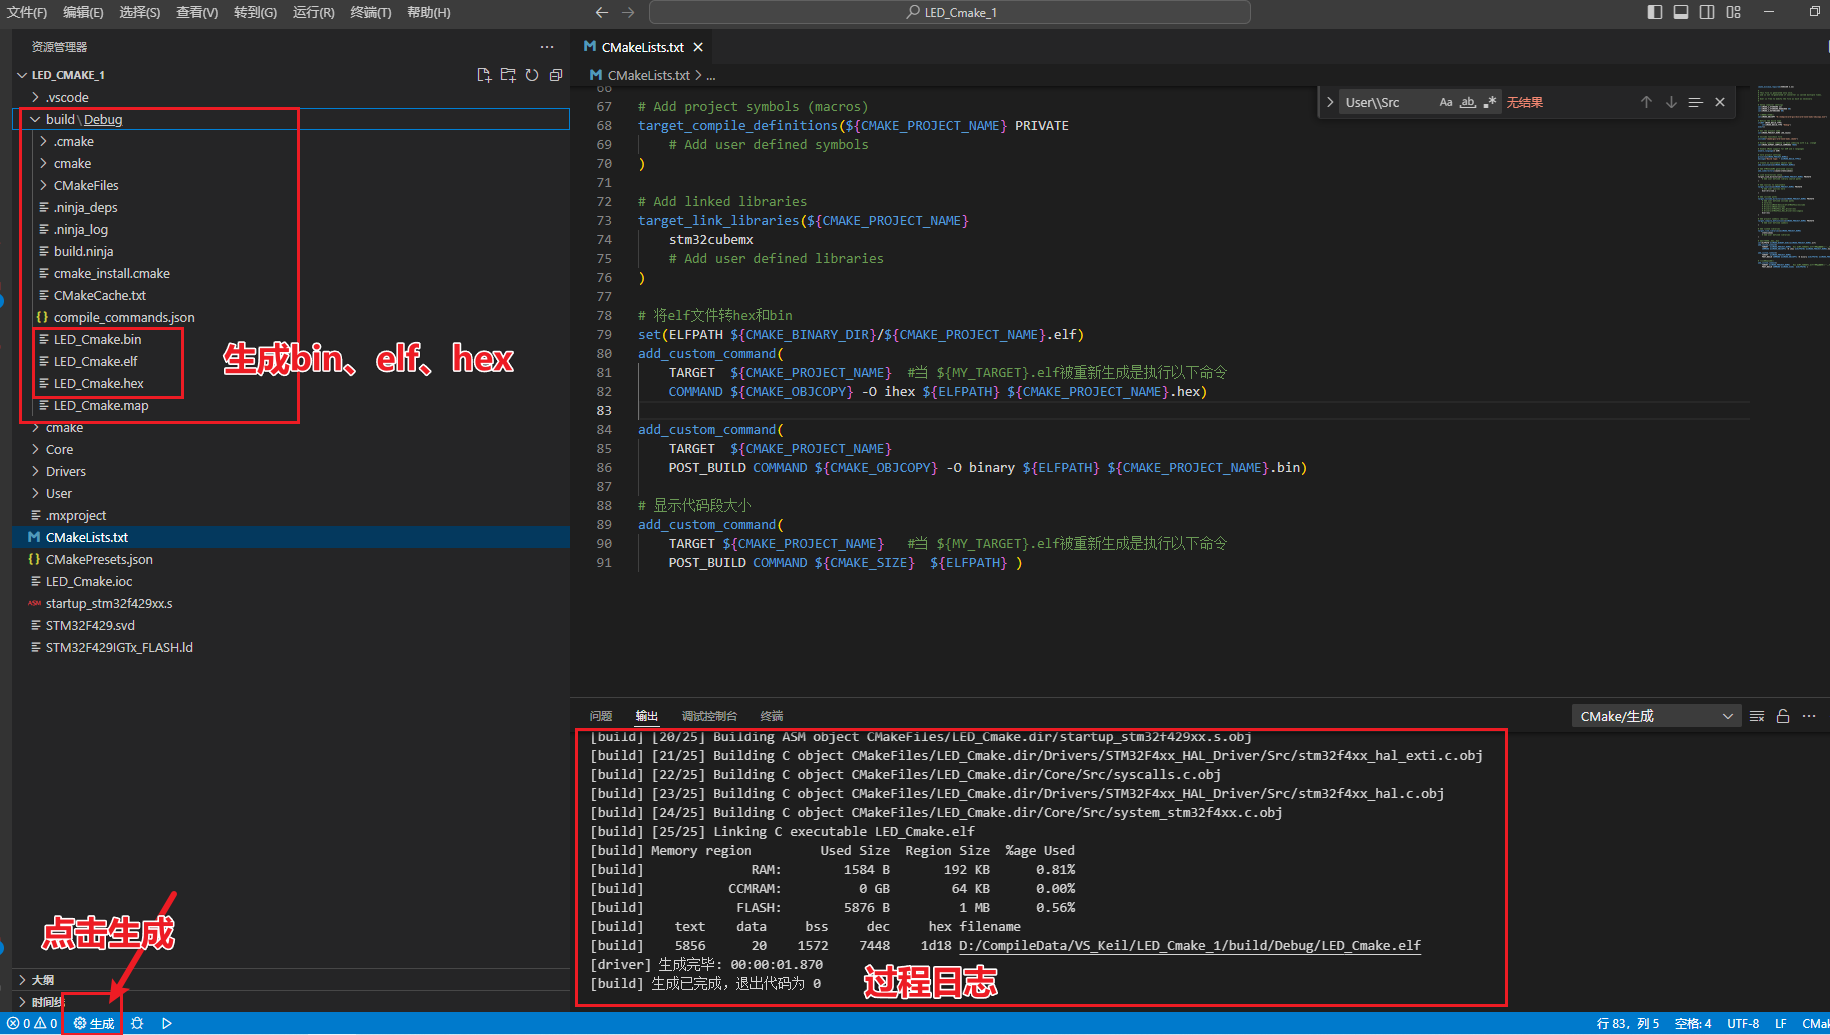 文件(F) 编辑(E) 选择(S) 查看(V) 转到(G) 运行(R) 终端(T) 帮助(H)
LED_Cmake_1
资源管理器
LED_CMAKE_1
.vscode
build\Debug
.cmake
cmake
CMakeFiles
.ninja_deps
.ninja_log
build.ninja
cmake_install.cmake
CMakeCache.txt
compile_commands.json
LED_Cmake.bin
LED_Cmake.elf
LED_Cmake.hex
LED_Cmake.map
cmake
Core
Drivers
User
.mxproject
CMakeLists.txt
CMakePresets.json
LED_Cmake.ioc
ASM startup_stm32f429xx.s
STM32F429.svd
STM32F429IGTx_FLASH.ld
生成bin、elf、hex
点击生成
大纲
时间线
CMakeLists.txt
CMakeLists.txt > ...
User\\Src Aa ab .* 无结果
66
67 # Add project symbols (macros)
68 target_compile_definitions(${CMAKE_PROJECT_NAME} PRIVATE
69 # Add user defined symbols
70 )
71
72 # Add linked libraries
73 target_link_libraries(${CMAKE_PROJECT_NAME}
74 stm32cubemx
75 # Add user defined libraries
76 )
77
78 # 将elf文件转hex和bin
79 set(ELFPATH ${CMAKE_BINARY_DIR}/${CMAKE_PROJECT_NAME}.elf)
80 add_custom_command(
81 TARGET ${CMAKE_PROJECT_NAME} #当 ${MY_TARGET}.elf被重新生成是执行以下命令
82 COMMAND ${CMAKE_OBJCOPY} -O ihex ${ELFPATH} ${CMAKE_PROJECT_NAME}.hex)
83
84 add_custom_command(
85 TARGET ${CMAKE_PROJECT_NAME}
86 POST_BUILD COMMAND ${CMAKE_OBJCOPY} -O binary ${ELFPATH} ${CMAKE_PROJECT_NAME}.bin)
87
88 # 显示代码段大小
89 add_custom_command(
90 TARGET ${CMAKE_PROJECT_NAME} #当 ${MY_TARGET}.elf被重新生成是执行以下命令
91 POST_BUILD COMMAND ${CMAKE_SIZE} ${ELFPATH} )
问题 输出 调试控制台 终端
CMake/生成
[build] [20/25] Building ASM object CMakeFiles/LED_Cmake.dir/startup_stm32f429xx.s.obj
[build] [21/25] Building C object CMakeFiles/LED_Cmake.dir/Drivers/STM32F4xx_HAL_Driver/Src/stm32f4xx_hal_exti.c.obj
[build] [22/25] Building C object CMakeFiles/LED_Cmake.dir/Core/Src/syscalls.c.obj
[build] [23/25] Building C object CMakeFiles/LED_Cmake.dir/Drivers/STM32F4xx_HAL_Driver/Src/stm32f4xx_hal.c.obj
[build] [24/25] Building C object CMakeFiles/LED_Cmake.dir/Core/Src/system_stm32f4xx.c.obj
[build] [25/25] Linking C executable LED_Cmake.elf
[build] Memory region Used Size Region Size %age Used
[build] RAM: 1584 B 192 KB 0.81%
[build] CCMRAM: 0 GB 64 KB 0.00%
[build] FLASH: 5876 B 1 MB 0.56%
[build] text data bss dec hex filename
[build] 5856 20 1572 7448 1d18 D:/CompileData/VS_Keil/LED_Cmake_1/build/Debug/LED_Cmake.elf
[driver] 生成完毕: 00:00:01.870
[build] 生成已完成，退出代码为 0
过程日志
0 0 生成
行 83，列 5 空格: 4 UTF-8 LF CMak